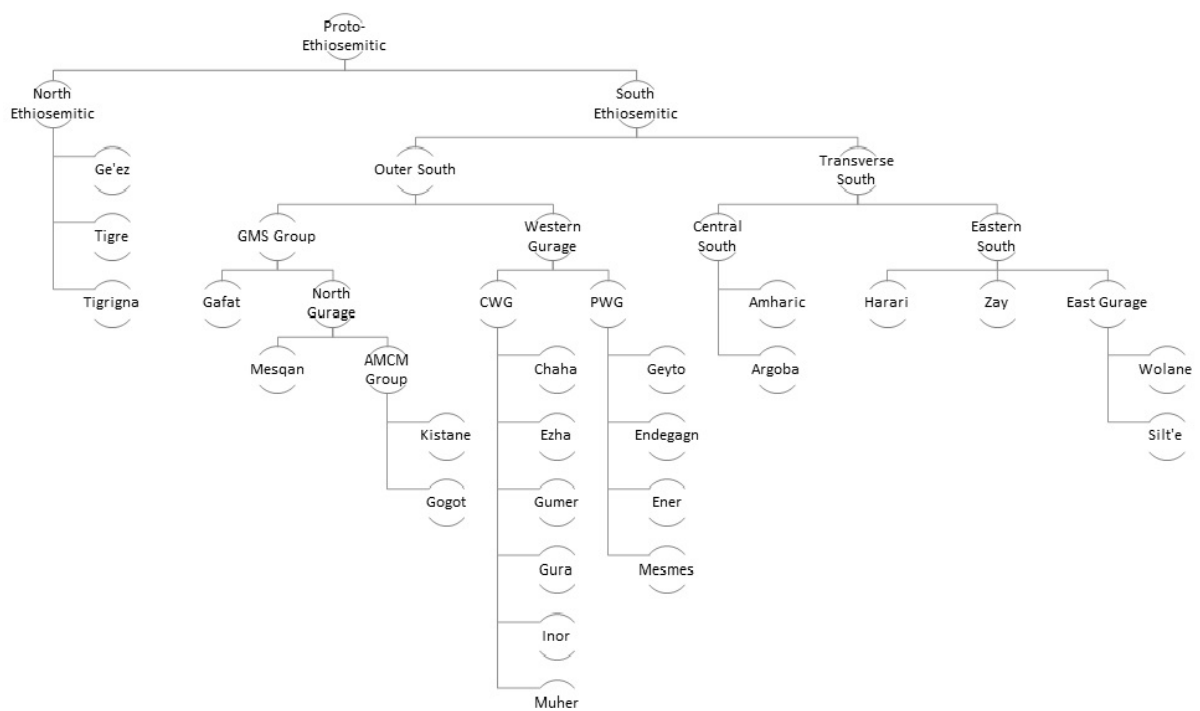 Proto-
Ethiosemitic
North
Ethiosemitic
South
Ethiosemitic
Ge'ez
Tigre
Tigrigna
Outer South
Transverse
South
GMS Group
Western
Gurage
Central
South
Eastern
South
Gafat
North
Gurage
CWG
PWG
Amharic
Argoba
Harari
Zay
East Gurage
Mesqan
AMCM
Group
Kistane
Gogot
Chaha
Ezha
Gumer
Gura
Inor
Muher
Geyto
Endegagn
Ener
Mesmes
Wolane
Silt'e